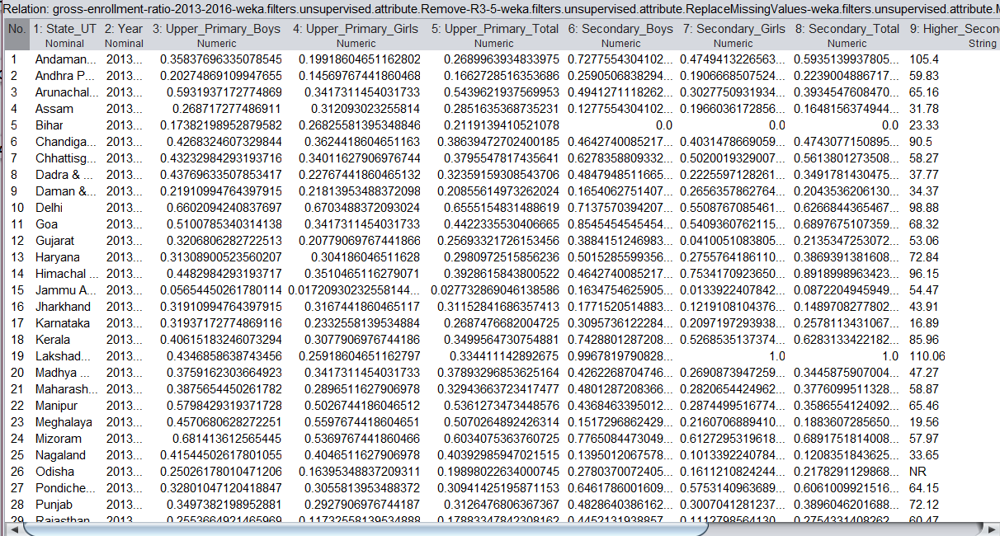 Relation: gross-enrollment-ratio-2013-2016-weka.filters.unsupervised.attribute.Remove-R3-5-weka.filters.unsupervised.attribute.ReplaceMissingValues-weka.filters.unsupervised.attribute.M
No. 1: State_UT 2: Year 3: Upper_Primary_Boys 4: Upper_Primary_Girls 5: Upper_Primary_Total 6: Secondary_Boys 7: Secondary_Girls 8: Secondary_Total 9: Higher_Secon
Nominal Nominal Numeric Numeric Numeric Numeric Numeric Numeric String
1 Andaman... 2013... 0.35837696335078545 0.19918604651162802 0.2689963934833975 0.7277554304102... 0.4749413226563... 0.5935139937805... 105.4
2 Andhra P... 2013... 0.20274869109947655 0.14569767441860468 0.1662728516353686 0.2590506838294... 0.1906668507524... 0.2239004886717... 59.83
3 Arunachal... 2013... 0.5931937172774869 0.3417311454031733 0.5439621937569953 0.4941271118262... 0.3027750931934... 0.3934547608470... 65.16
4 Assam 2013... 0.268717277486911 0.312093023255814 0.2851635368735231 0.1277554304102... 0.1966036172856... 0.1648156374944... 31.78
5 Bihar 2013... 0.17382198952879582 0.26825581395348846 0.2119139410521078 0.0 0.0 0.0 23.33
6 Chandiga... 2013... 0.4268324607329844 0.3624418604651163 0.38639472702400185 0.4642740085217... 0.4031478669059... 0.4743077150895... 90.5
7 Chhattisg... 2013... 0.43232984293193716 0.34011627906976744 0.3795547817435641 0.6278358809332... 0.5020019329007... 0.5613801273508... 58.27
8 Dadra & ... 2013... 0.43769633507853417 0.22767441860465132 0.32359159308543706 0.4847948511665... 0.2225597128261... 0.3491781430475... 37.77
9 Daman &... 2013... 0.21910994764397915 0.21813953488372098 0.20855614973262024 0.1654062751407... 0.2656357862764... 0.2043536206130... 34.37
10 Delhi 2013... 0.6602094240837697 0.6703488372093024 0.6555154831488619 0.7137570394207... 0.5508767085461... 0.6266844365467... 98.88
11 Goa 2013... 0.5100785340314138 0.3417311454031733 0.4422335530406665 0.8545454545454... 0.5409360762115... 0.6897675107359... 68.32
12 Gujarat 2013... 0.3206806282722513 0.20779069767441866 0.25693321726153456 0.3884151246983... 0.0410051083805... 0.2135347253072... 53.06
13 Haryana 2013... 0.31308900523560207 0.304186046511628 0.2980972515856236 0.5015285599356... 0.2755764186110... 0.3869391381608... 72.84
14 Himachal ... 2013... 0.4482984293193717 0.3510465116279071 0.3928615843800522 0.4642740085217... 0.7534170923650... 0.8918998963423... 96.15
15 Jammu A... 2013... 0.05654450261780114 0.01720930232558144... 0.027732869046138586 0.1634754625905... 0.0133922407842... 0.0872204945949... 54.47
16 Jharkhand 2013... 0.31910994764397915 0.3167441860465117 0.31152841686357413 0.1771520514883... 0.1219108104376... 0.1489708277802... 43.91
17 Karnataka 2013... 0.31937172774869116 0.23325581395348​84 0.2687476682004725 0.3095736122284... 0.2097197293938... 0.2578113431067... 16.89
18 Kerala 2013... 0.40615183246073294 0.3077906976744186 0.3499564730754881 0.7428801287208... 0.5268535137374... 0.6283133422182... 85.96
19 Lakshad... 2013... 0.4346858638743456 0.25918604651162797 0.334411142892675 0.9967819790828... 1.0 1.0 110.06
20 Madhya ... 2013... 0.3759162303664923 0.3417311454031733 0.37893296853625164 0.4262268704746... 0.2690873947259... 0.3445875907004... 47.27
21 Maharash... 2013... 0.3875654450261782 0.2896511627906978 0.32943663723417477 0.4801287208366... 0.2820654424962... 0.3776099511328... 58.87
22 Manipur 2013... 0.5798429319371728 0.5026744186046512 0.5361273473448576 0.4368463395012... 0.2874499516774... 0.3586554124092... 65.46
23 Meghalaya 2013... 0.4570680628272251 0.5597674418604651 0.5070264892426314 0.1517296862429... 0.2160706889410... 0.1883607285650... 19.56
24 Mizoram 2013... 0.681413612565445 0.5369767441860466 0.6034075363760725 0.7765084473049... 0.6127295319618... 0.6891751814008... 57.97
25 Nagaland 2013... 0.41544502617801055 0.4046511627906978 0.40392985947021515 0.1395012067578... 0.1013392240784... 0.1208351843625... 33.65
26 Odisha 2013... 0.25026178010471206 0.16395348837209311 0.19898022634000745 0.2780370072405... 0.1611210824244... 0.2178291129868... NR
27 Pondiche... 2013... 0.32801047120418847 0.3055813953488372 0.30941425195871153 0.6461786001609... 0.5753140963689... 0.6061009921516... 64.15
28 Punjab 2013... 0.3497382198952881 0.2927906976744187 0.3126476806367367 0.4828640386162... 0.3007041281237... 0.3896046201688... 72.12
29 Rajasthan 2013... 0.2553664921465969 0.11732558139534888 0.17883347842308162 0.4452131938857... 0.1112798564130... 0.2754331408262... 60.47